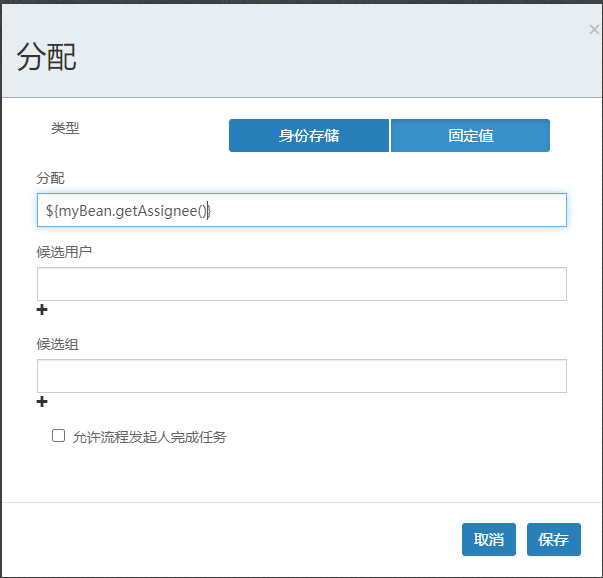 分配
×
类型
身份存储
固定值
分配
${myBean.getAssignee()}
候选用户
候选组
允许流程发起人完成任务
取消
保存